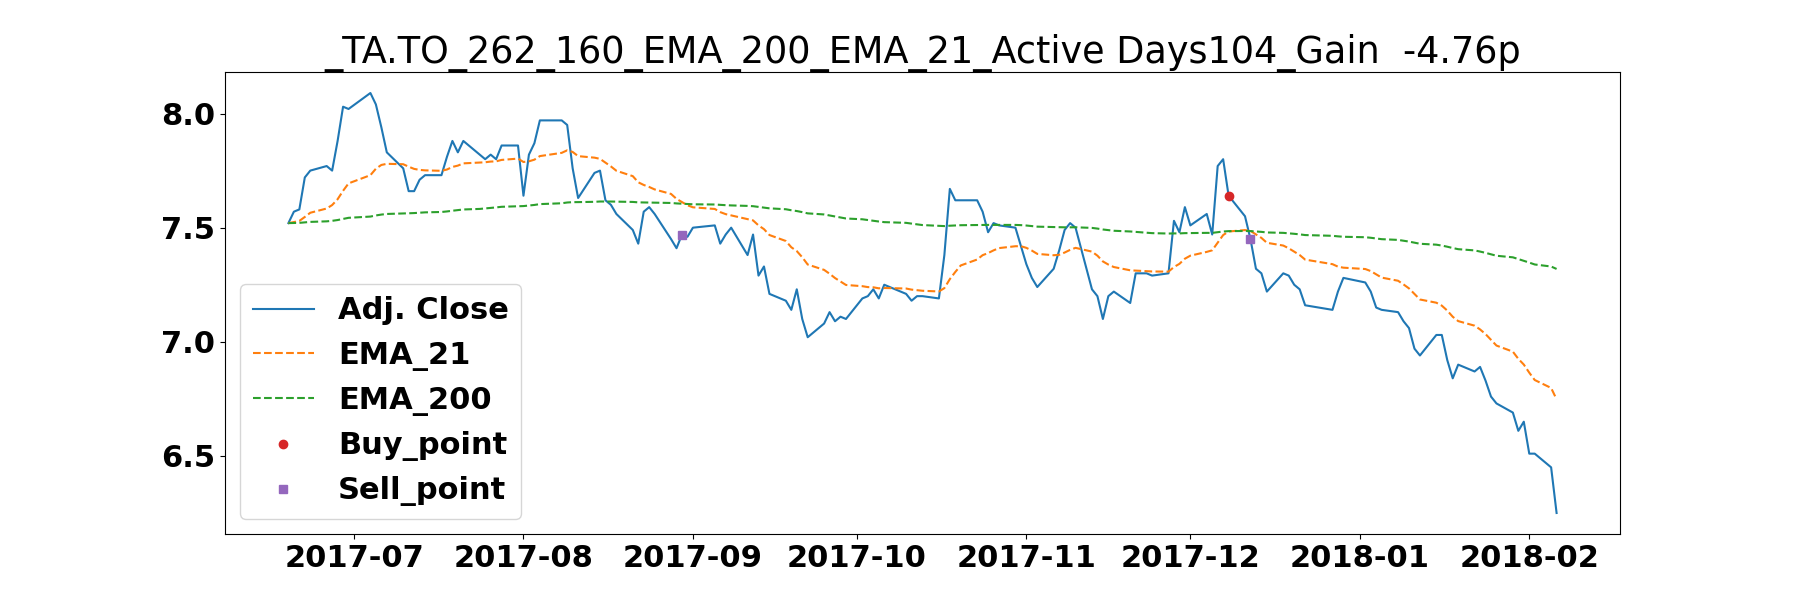 _TA.TO_262_160_EMA_200_EMA_21_Active Days104_Gain  -4.76p
8.0
7.5
7.0
6.5
Adj. Close
EMA_21
EMA_200
Buy_point
Sell_point
2017-07 2017-08 2017-09 2017-10 2017-11 2017-12 2018-01 2018-02